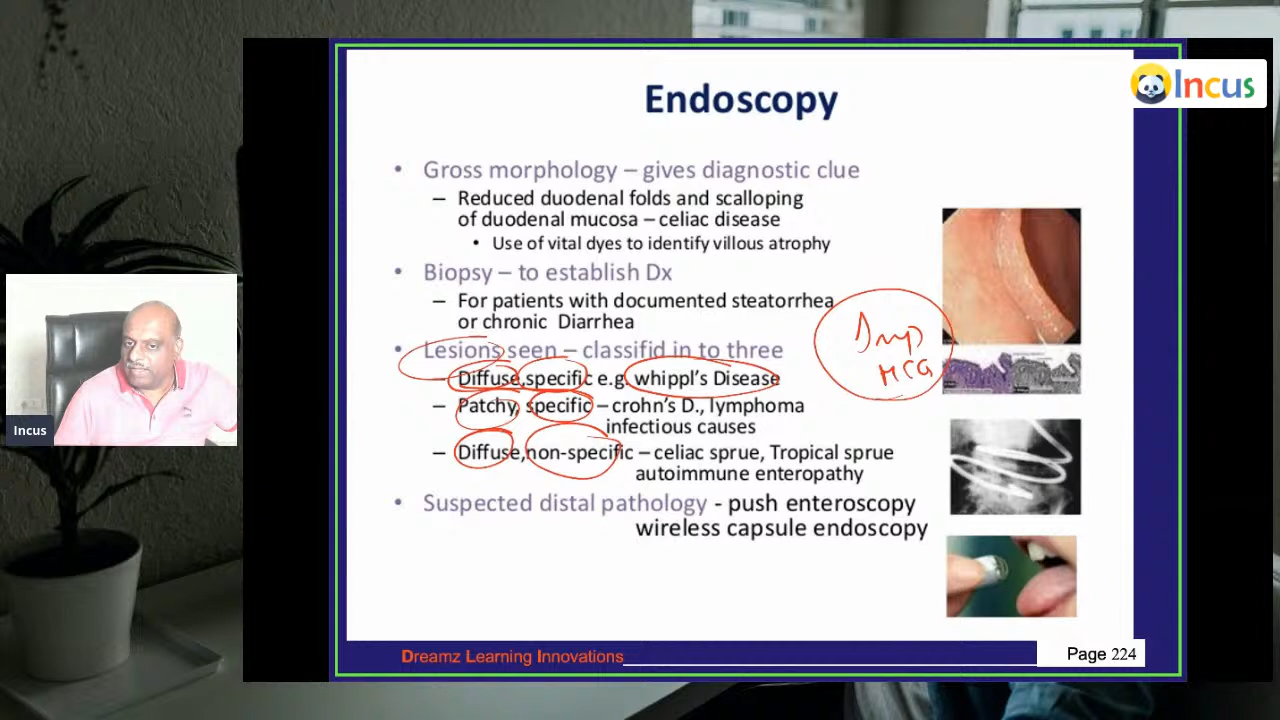 Incus
Endoscopy
• Gross morphology – gives diagnostic clue
– Reduced duodenal folds and scalloping
of duodenal mucosa – celiac disease
• Use of vital dyes to identify villous atrophy
• Biopsy – to establish Dx
– For patients with documented steatorrhea
or chronic Diarrhea
• Lesions seen – classifid in to three
– Diffuse,specific e.g. whippl's Disease
– Patchy, specific – crohn's D., lymphoma
infectious causes
– Diffuse,non-specific – celiac sprue, Tropical sprue
autoimmune enteropathy
• Suspected distal pathology - push enteroscopy
wireless capsule endoscopy
Imp
MCQ
Incus
Dreamz Learning Innovations
Page 224